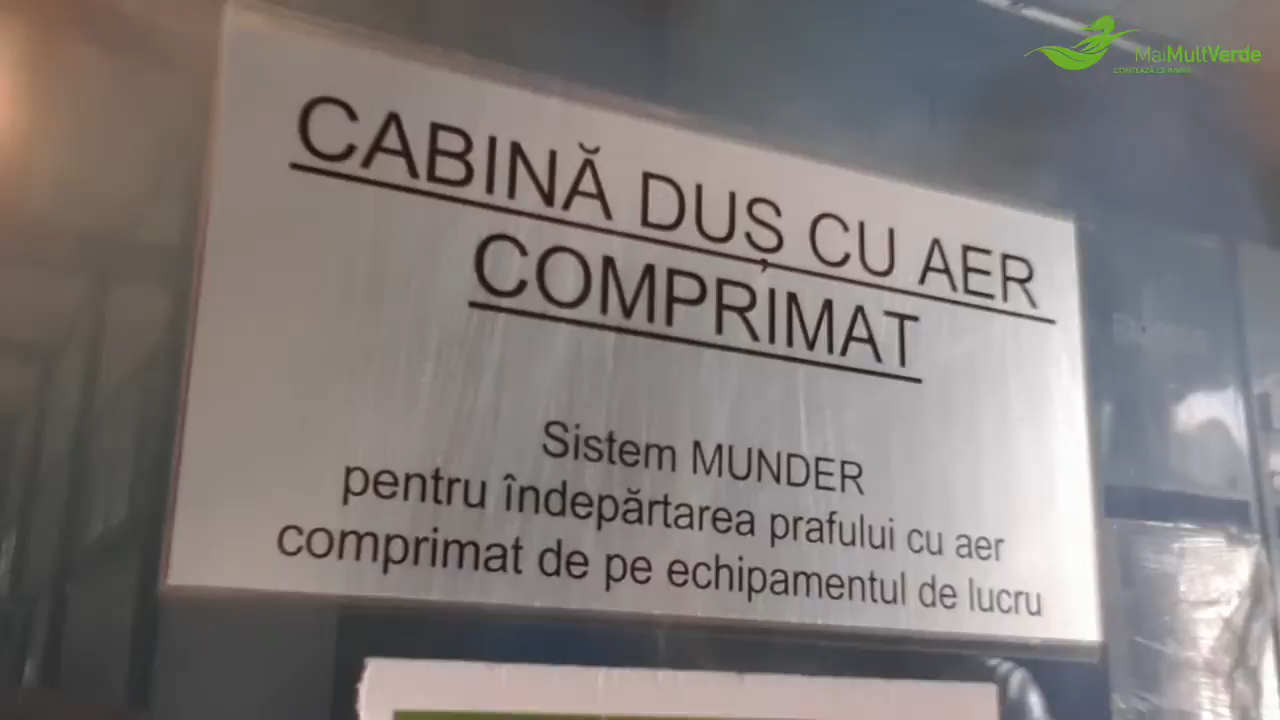 MaiMultVerde
CABINĂ DUȘ CU AER
COMPRIMAT
Sistem MUNDER
pentru îndepărtarea prafului cu aer
comprimat de pe echipamentul de lucru